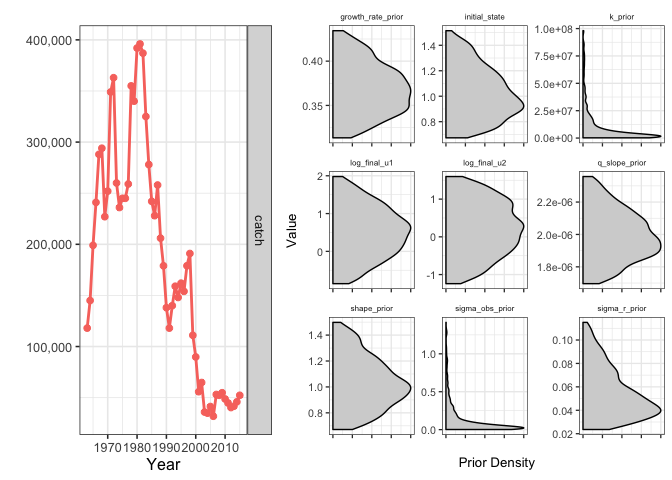 400,000
300,000
200,000
100,000
1970 1980 1990 2000 2010
Year
catch
Value
growth_rate_prior
0.40
0.35
initial_state
1.4
1.2
1.0
0.8
k_prior
1.0e+08
7.5e+07
5.0e+07
2.5e+07
0.0e+00
log_final_u1
2
1
0
log_final_u2
1
0
-1
q_slope_prior
2.2e-06
2.0e-06
1.8e-06
shape_prior
1.4
1.2
1.0
0.8
sigma_obs_prior
1.0
0.5
0.0
sigma_r_prior
0.10
0.08
0.06
0.04
0.02
Prior Density